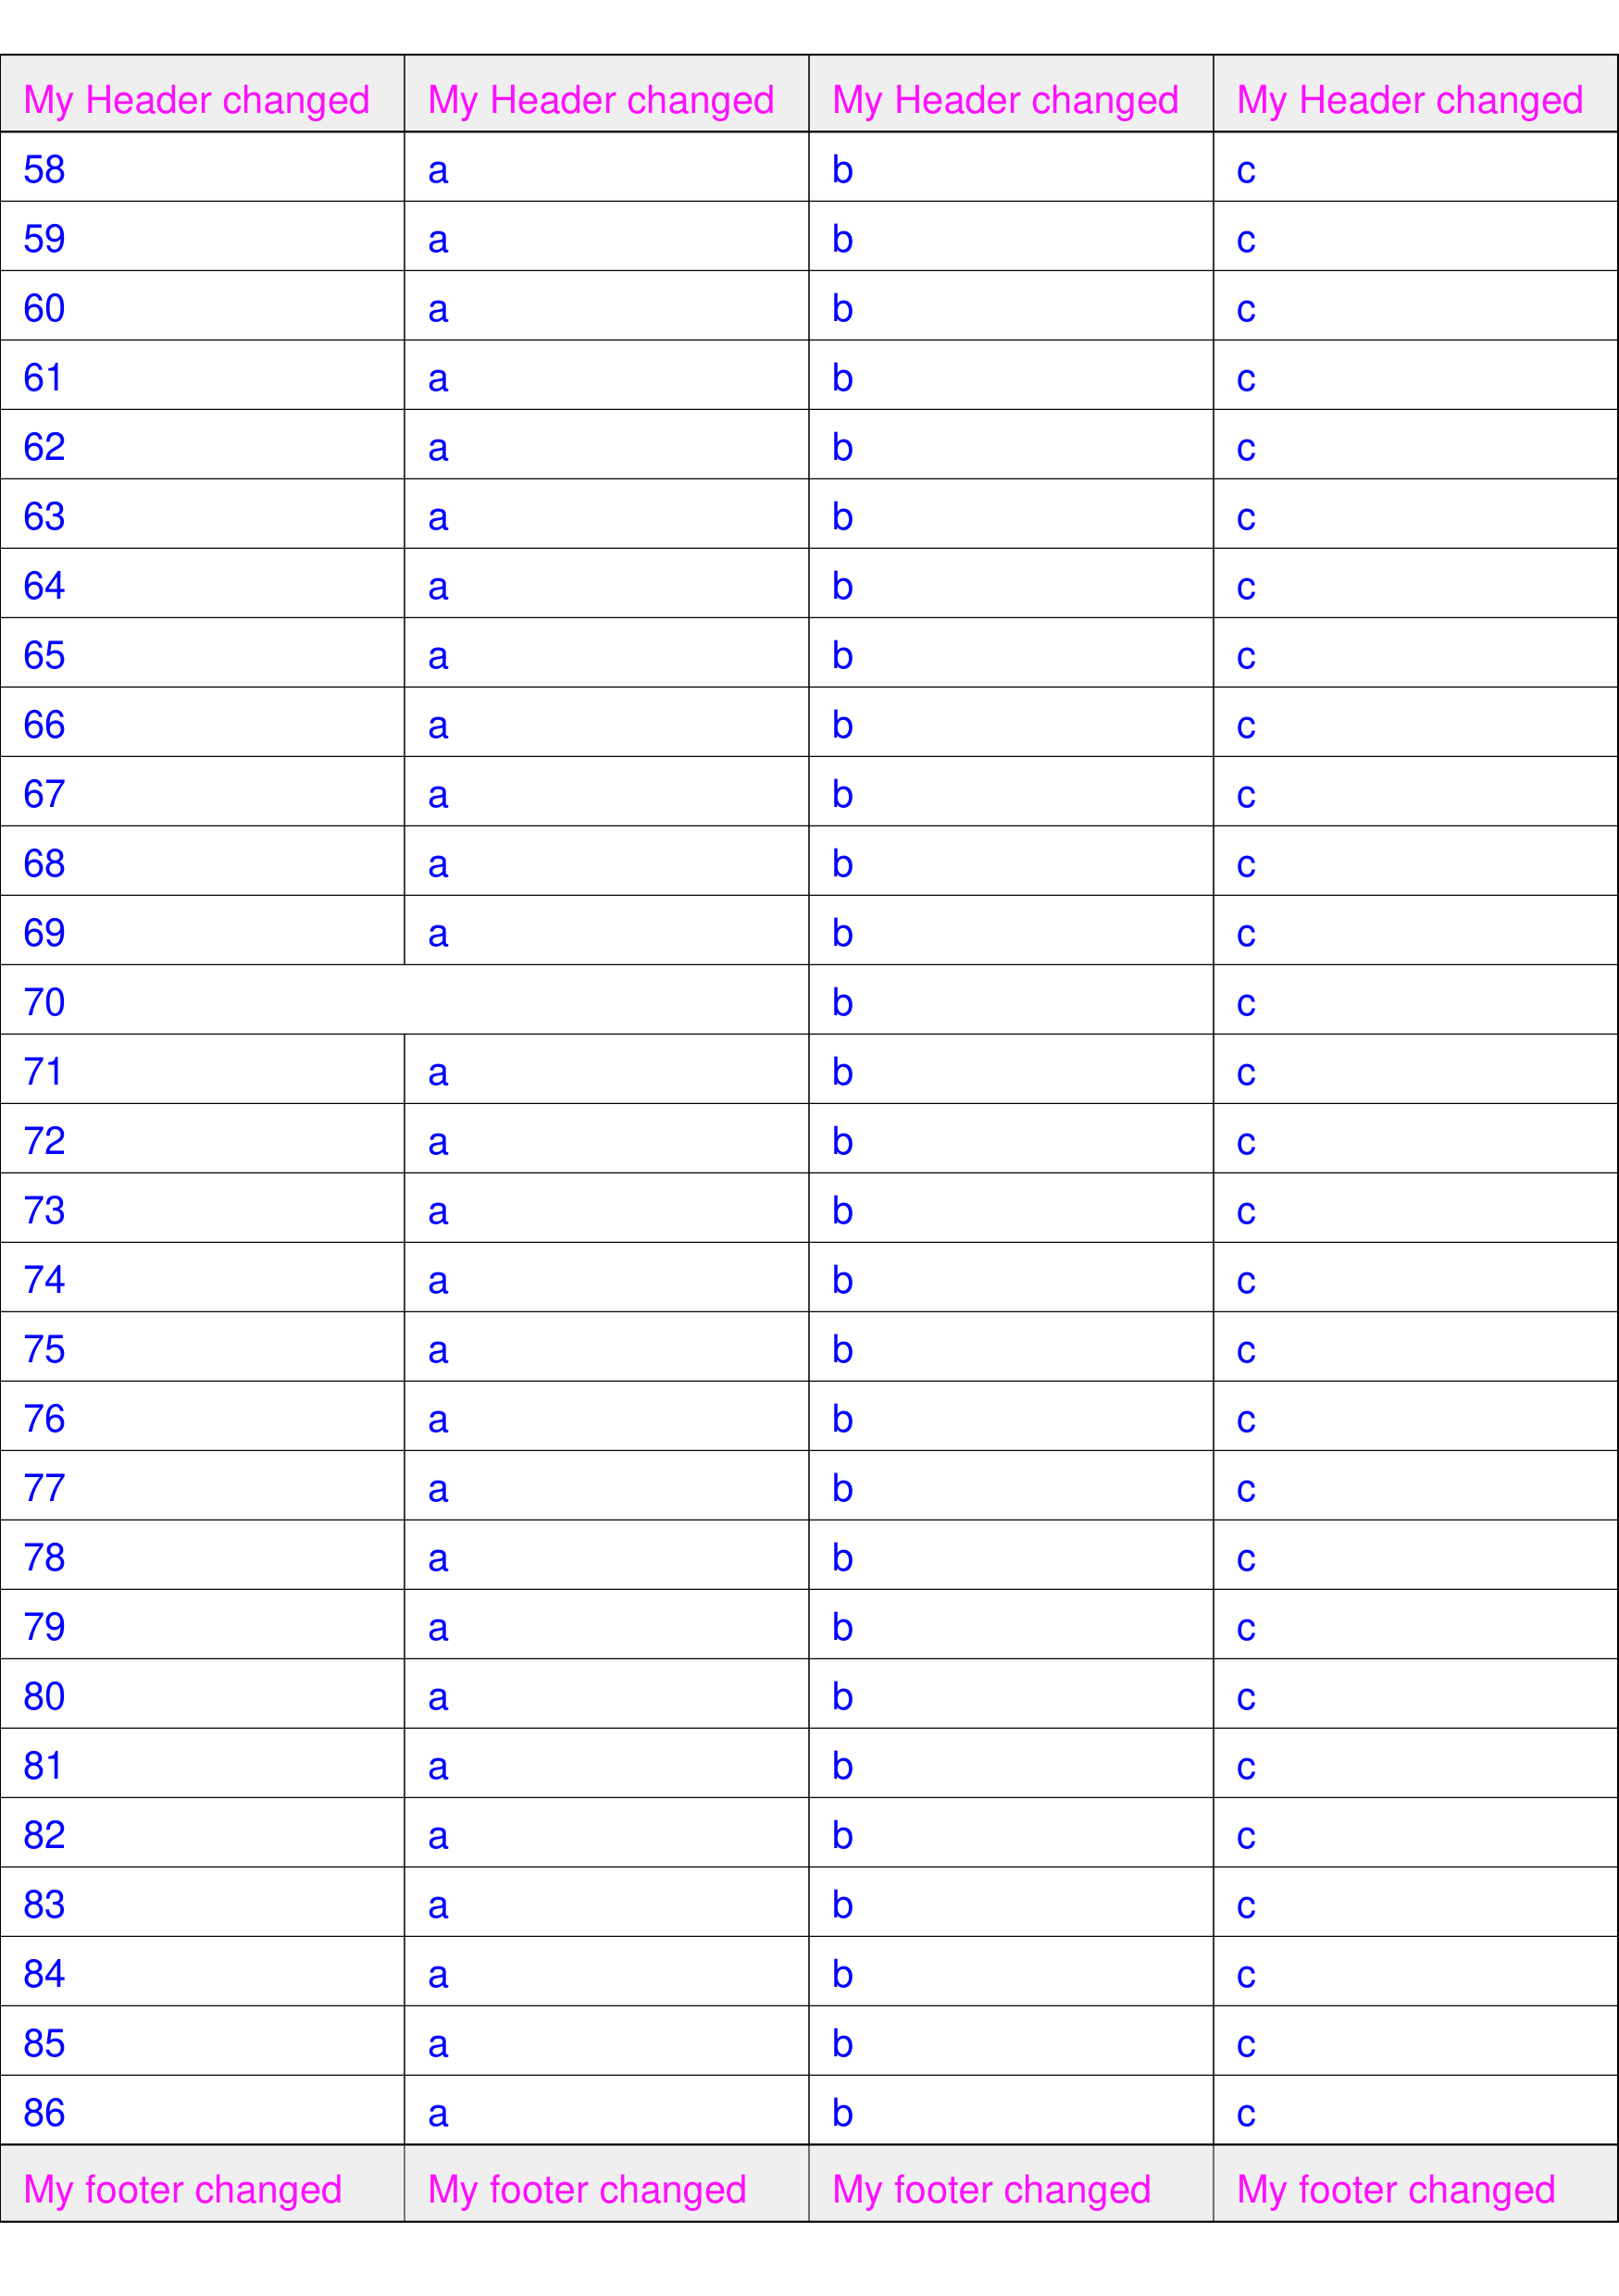 My Header changed My Header changed My Header changed My Header changed
58 a b c
59 a b c
60 a b c
61 a b c
62 a b c
63 a b c
64 a b c
65 a b c
66 a b c
67 a b c
68 a b c
69 a b c
70 b c
71 a b c
72 a b c
73 a b c
74 a b c
75 a b c
76 a b c
77 a b c
78 a b c
79 a b c
80 a b c
81 a b c
82 a b c
83 a b c
84 a b c
85 a b c
86 a b c
My footer changed My footer changed My footer changed My footer changed